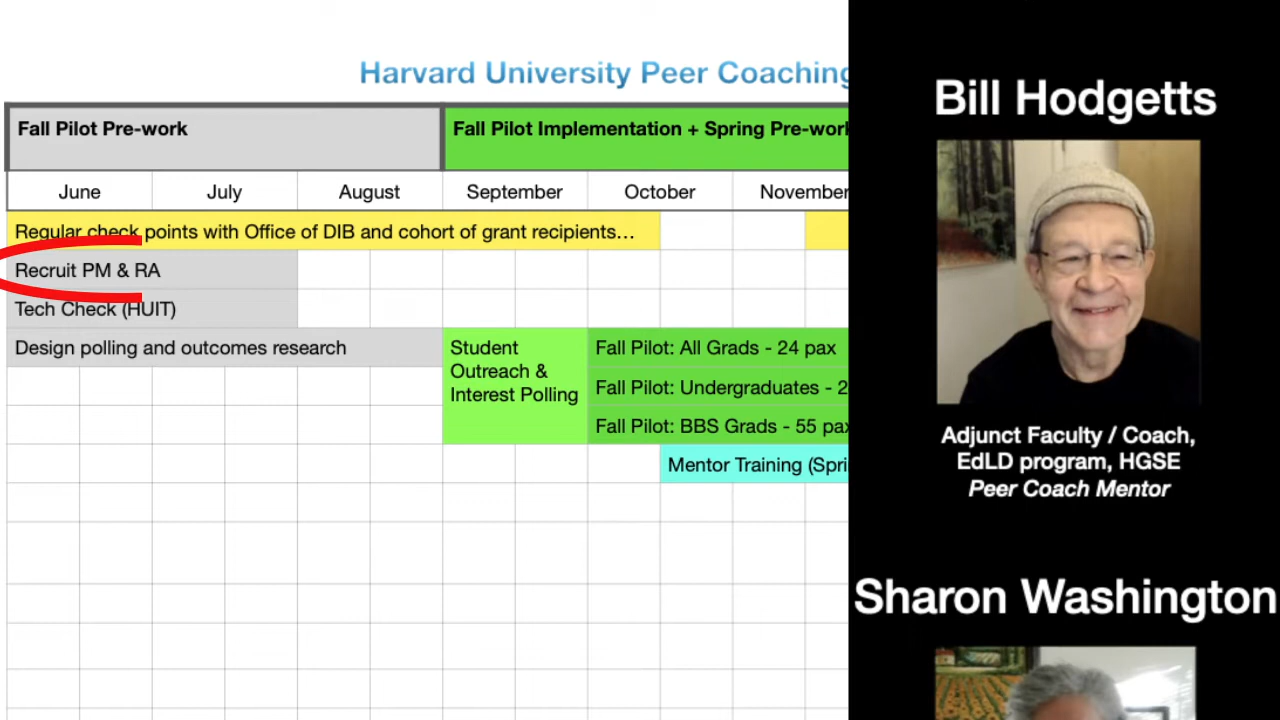 Harvard University Peer Coaching
Fall Pilot Pre-work
Fall Pilot Implementation + Spring Pre-work
June July August September October November
Regular check points with Office of DIB and cohort of grant recipients...
Recruit PM & RA
Tech Check (HUIT)
Design polling and outcomes research
Student
Outreach &
Interest Polling
Fall Pilot: All Grads - 24 pax
Fall Pilot: Undergraduates - 2
Fall Pilot: BBS Grads - 55 pax
Mentor Training (Spri
Bill Hodgetts
Adjunct Faculty / Coach,
EdLD program, HGSE
Peer Coach Mentor
Sharon Washington